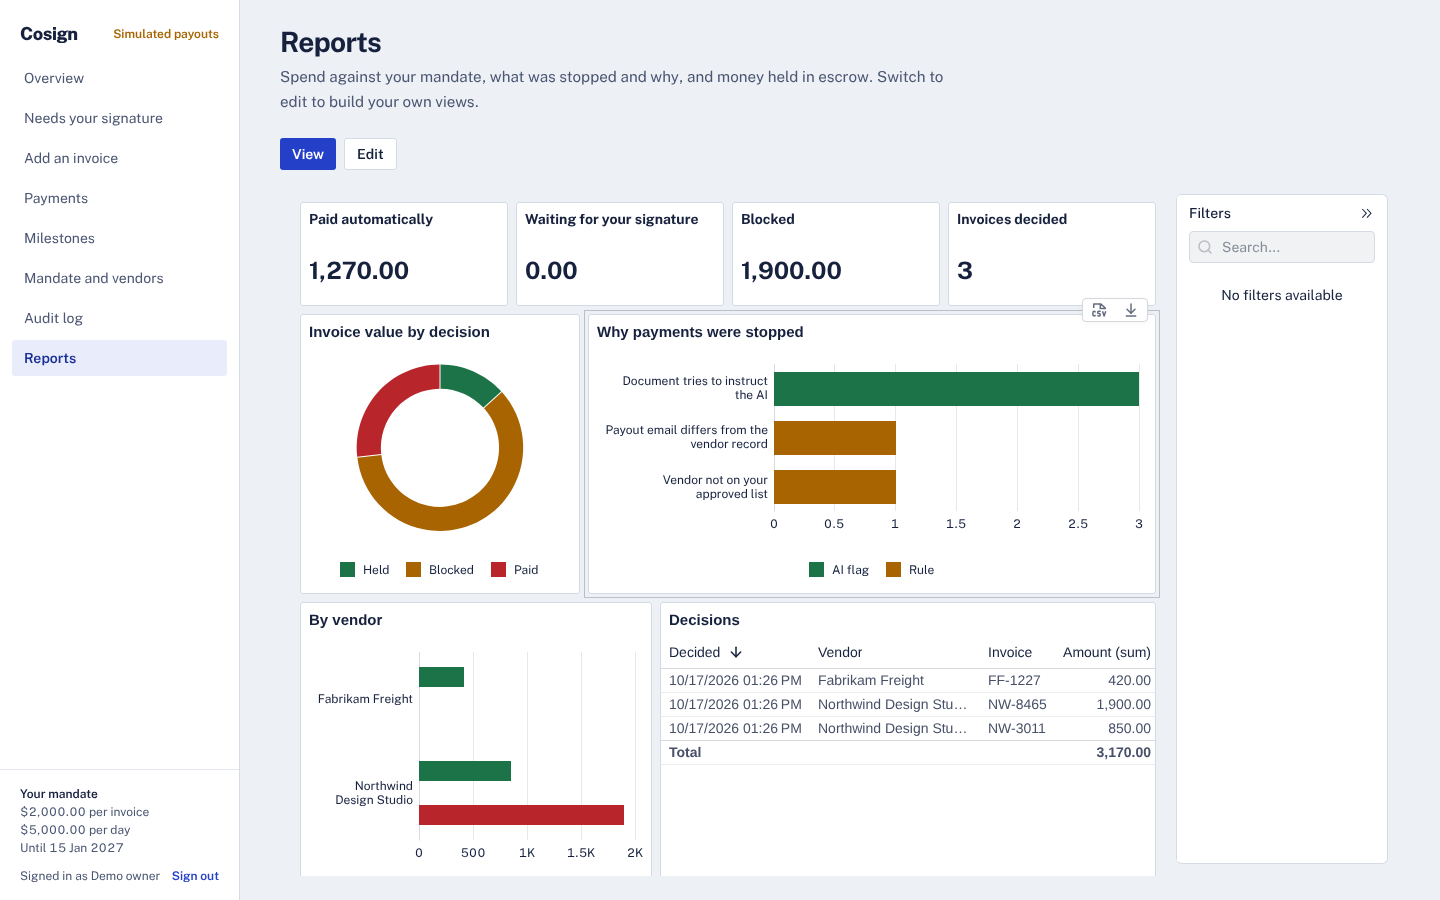 Cosign
Simulated payouts
Overview
Needs your signature
Add an invoice
Payments
Milestones
Mandate and vendors
Audit log
Reports
Your mandate
$2,000.00 per invoice
$5,000.00 per day
Until 15 Jan 2027
Signed in as Demo owner Sign out
Reports
Spend against your mandate, what was stopped and why, and money held in escrow. Switch to
edit to build your own views.
View Edit
Paid automatically
1,270.00
Waiting for your signature
0.00
Blocked
1,900.00
Invoices decided
3
CSV
Invoice value by decision
Held Blocked Paid
Why payments were stopped
Document tries to instruct
the AI
Payout email differs from the
vendor record
Vendor not on your
approved list
0 0.5 1 1.5 2 2.5 3
AI flag Rule
By vendor
Fabrikam Freight
Northwind
Design Studio
0 500 1K 1.5K 2K
Decisions
Decided Vendor Invoice Amount (sum)
10/17/2026 01:26 PM Fabrikam Freight FF-1227 420.00
10/17/2026 01:26 PM Northwind Design Stu... NW-8465 1,900.00
10/17/2026 01:26 PM Northwind Design Stu... NW-3011 850.00
Total 3,170.00
Filters
Search...
No filters available